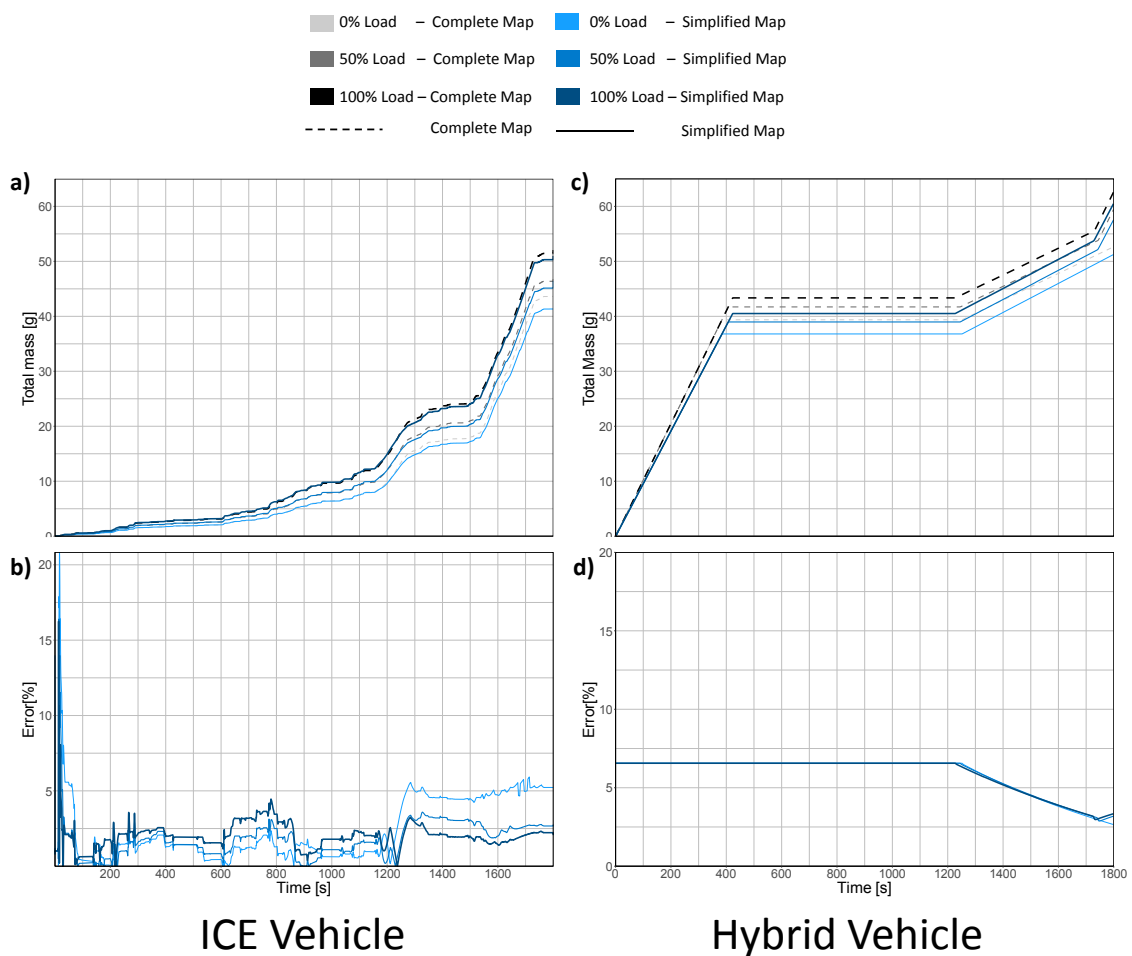 0% Load – Complete Map 0% Load – Simplified Map
50% Load – Complete Map 50% Load – Simplified Map
100% Load – Complete Map 100% Load – Simplified Map
Complete Map Simplified Map
a)
Total mass [g]
60
50
40
30
20
10
0
c)
Total Mass [g]
60
50
40
30
20
10
0
b)
Error[%]
20
15
10
5
200 400 600 800 1000 1200 1400 1600
Time [s]
d)
Error[%]
20
15
10
5
0
0 200 400 600 800 1000 1200 1400 1600 1800
Time [s]
ICE Vehicle Hybrid Vehicle